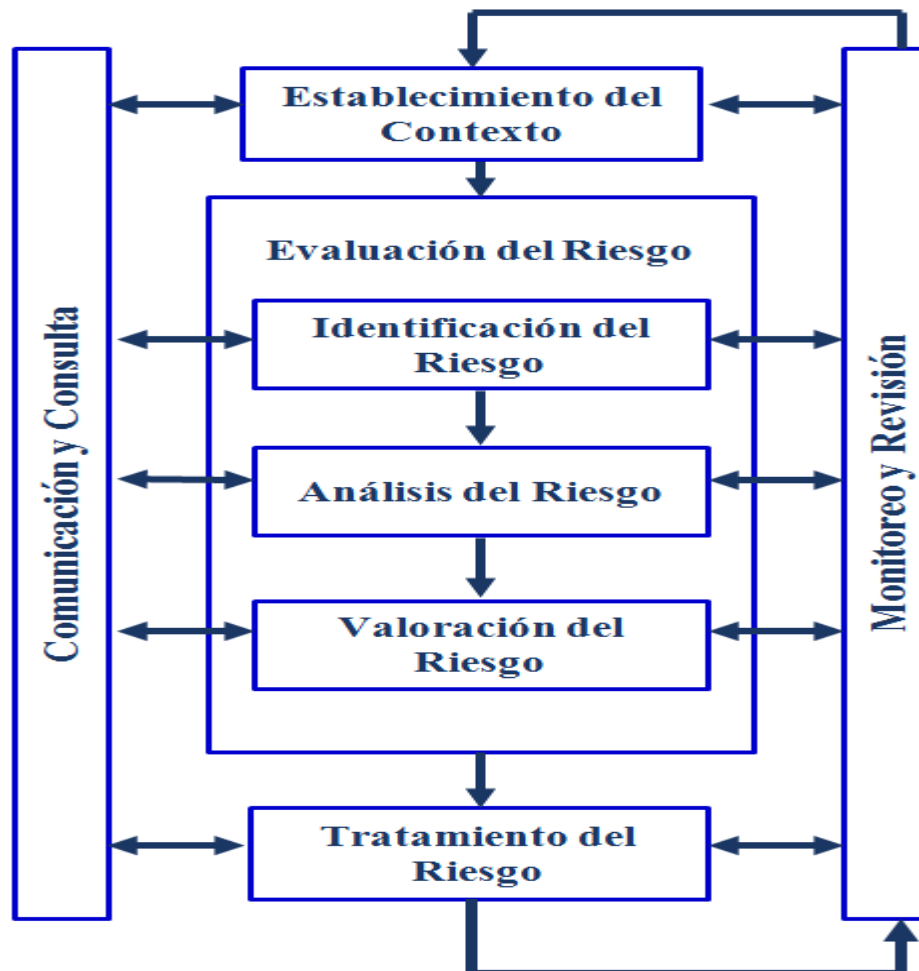 Establecimiento del
Contexto
Evaluación del Riesgo
Identificación del
Riesgo
Análisis del Riesgo
Valoración del
Riesgo
Tratamiento del
Riesgo
Comunicación y Consulta
Monitoreo y Revisión